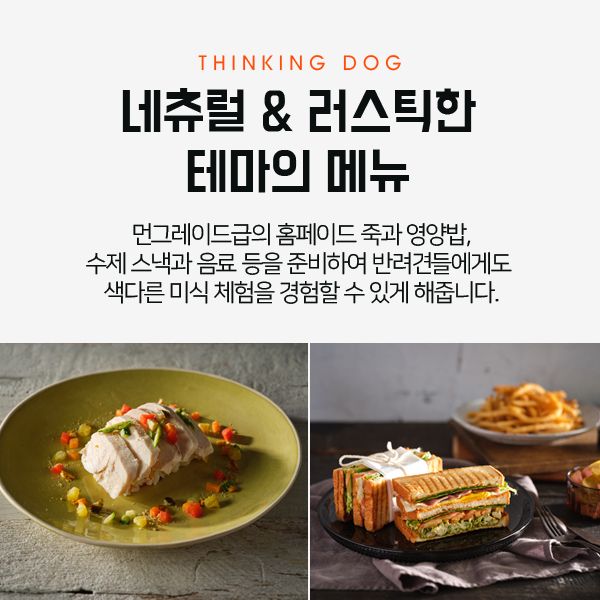 THINKING DOG
네츄럴 & 러스틱한
테마의 메뉴
먼그레이드급의 홈페이드 죽과 영양밥,
수제 스낵과 음료 등을 준비하여 반려견들에게도
색다른 미식 체험을 경험할 수 있게 해줍니다.